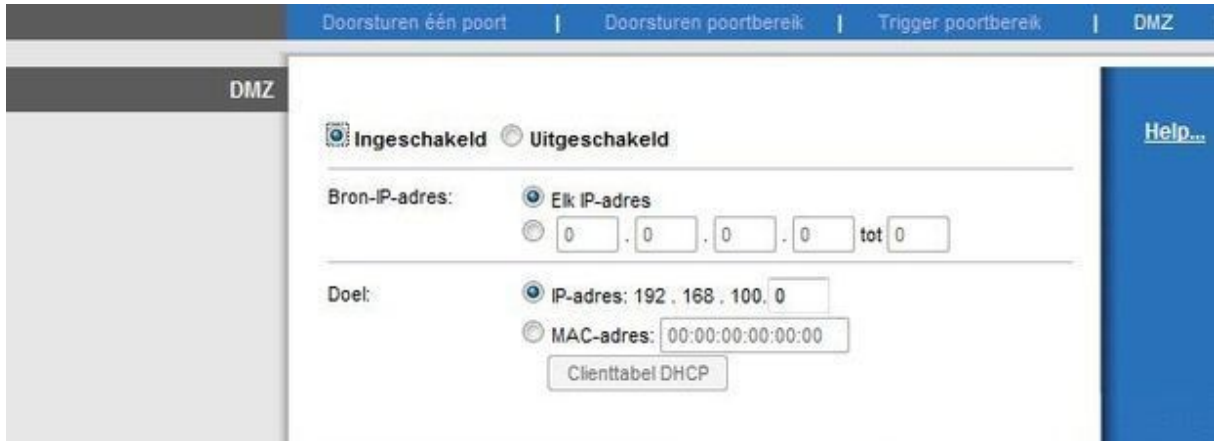 Doorsturen één poort | Doorsturen poortbereik | Trigger poortbereik | DMZ
DMZ
Ingeschakeld Uitgeschakeld
Help...
Bron-IP-adres: Elk IP-adres
0 . 0 . 0 . 0 tot 0
Doel: IP-adres: 192 . 168 . 100. 0
MAC-adres: 00:00:00:00:00:00
Clienttabel DHCP